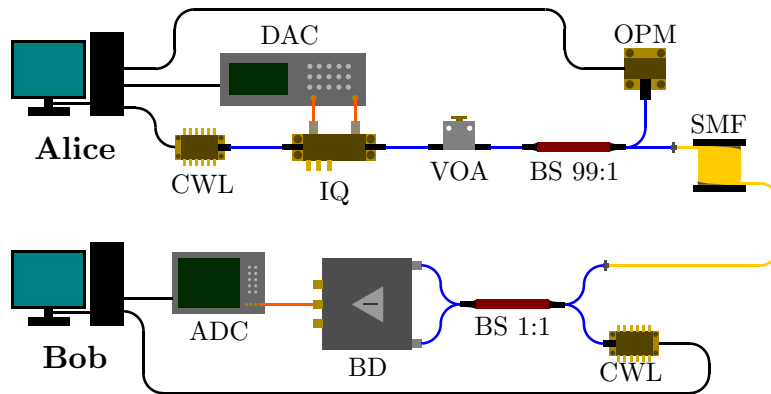 DAC
OPM
SMF
Alice
CWL
IQ
VOA
BS 99:1
ADC
BS 1:1
Bob
BD
CWL